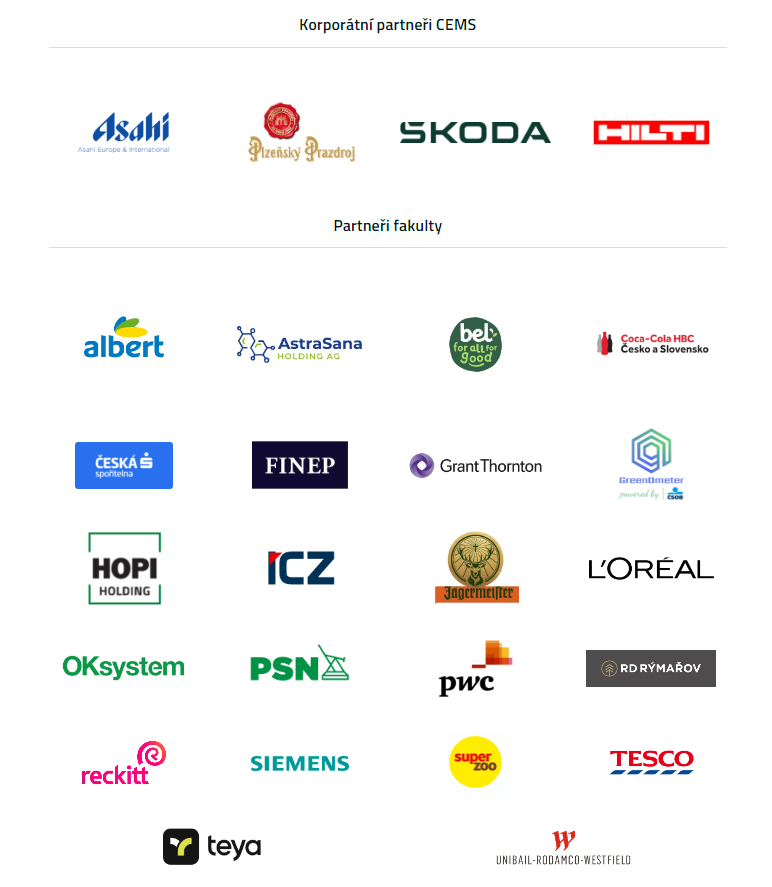 Korporátní partneři CEMS
Asahi
Asahi Europe & International
Plzeňský Prazdroj
ŠKODA
HILTI
Partneři fakulty
albert
AstraSana
HOLDING AG
bel
for all for
good
Coca-Cola HBC
Česko a Slovensko
ČESKÁ
spořitelna
FINEP
GrantThornton
GreenOmeter
powered by ČSOB
HOPI
HOLDING
ICZ
Jägermeister
L'ORÉAL
OKsystem
PSN
pwc
RD RÝMAŘOV
reckitt
SIEMENS
super
zoo
TESCO
teya
UNIBAIL-RODAMCO-WESTFIELD